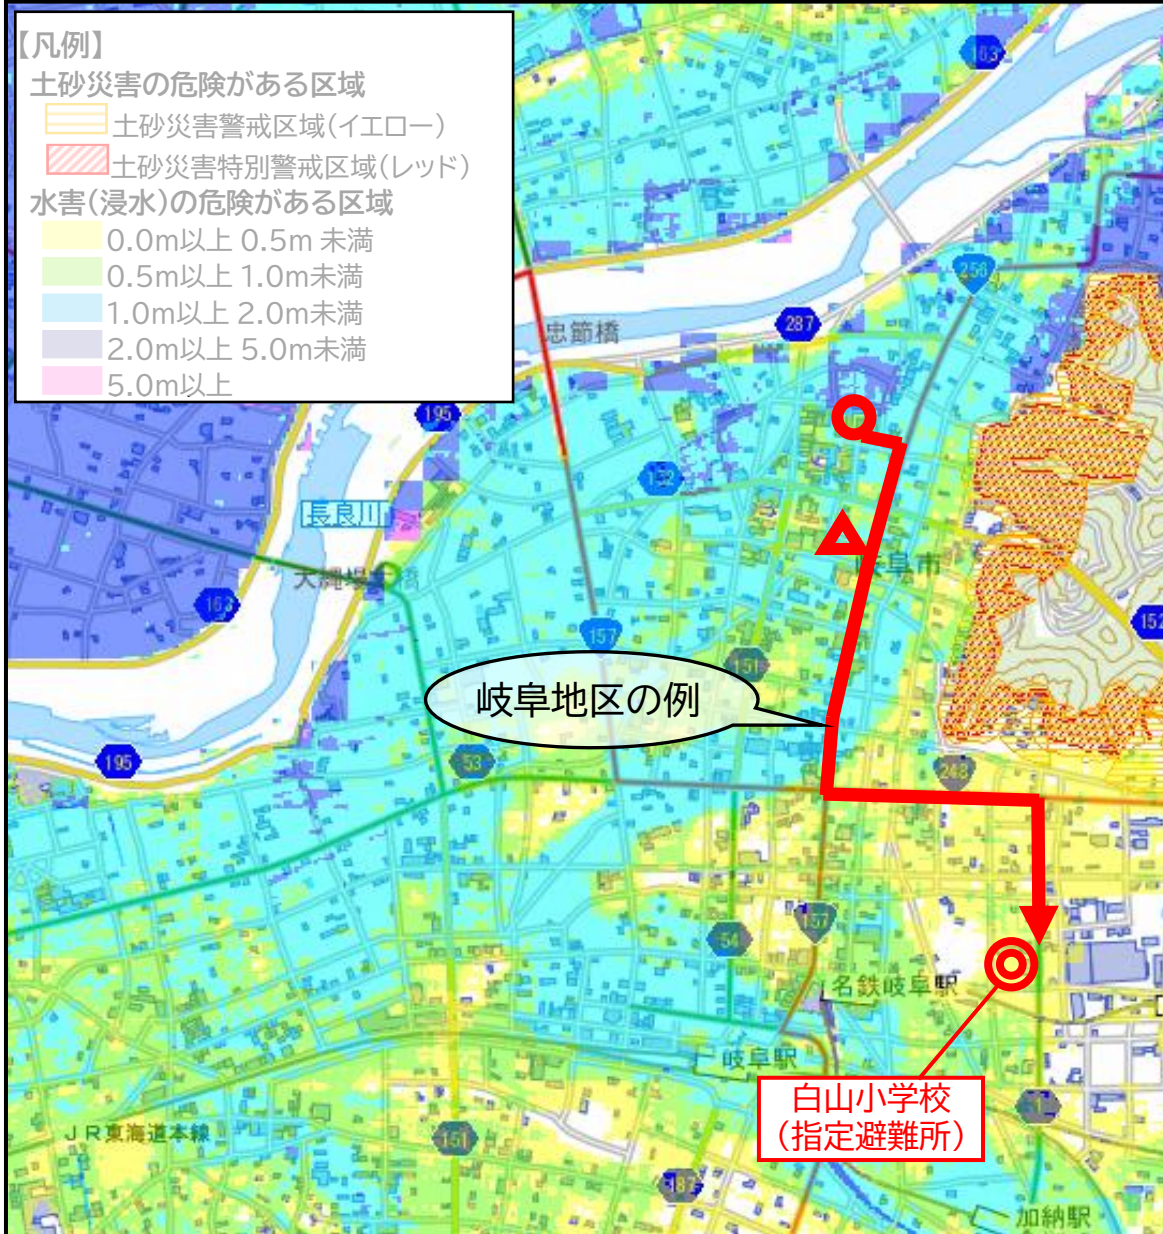 【凡例】
土砂災害の危険がある区域
土砂災害警戒区域(イエロー)
土砂災害特別警戒区域(レッド)
水害(浸水)の危険がある区域
0.0m以上 0.5m 未満
0.5m以上 1.0m未満
1.0m以上 2.0m未満
2.0m以上 5.0m未満
5.0m以上
163
256
287
忠節橋
195
152
長良川
岐阜市
163
157
152
151
岐阜地区の例
195
53
248
157
54
名鉄岐阜駅
岐阜駅
白山小学校
(指定避難所)
JR東海道本線
151
187
加納駅